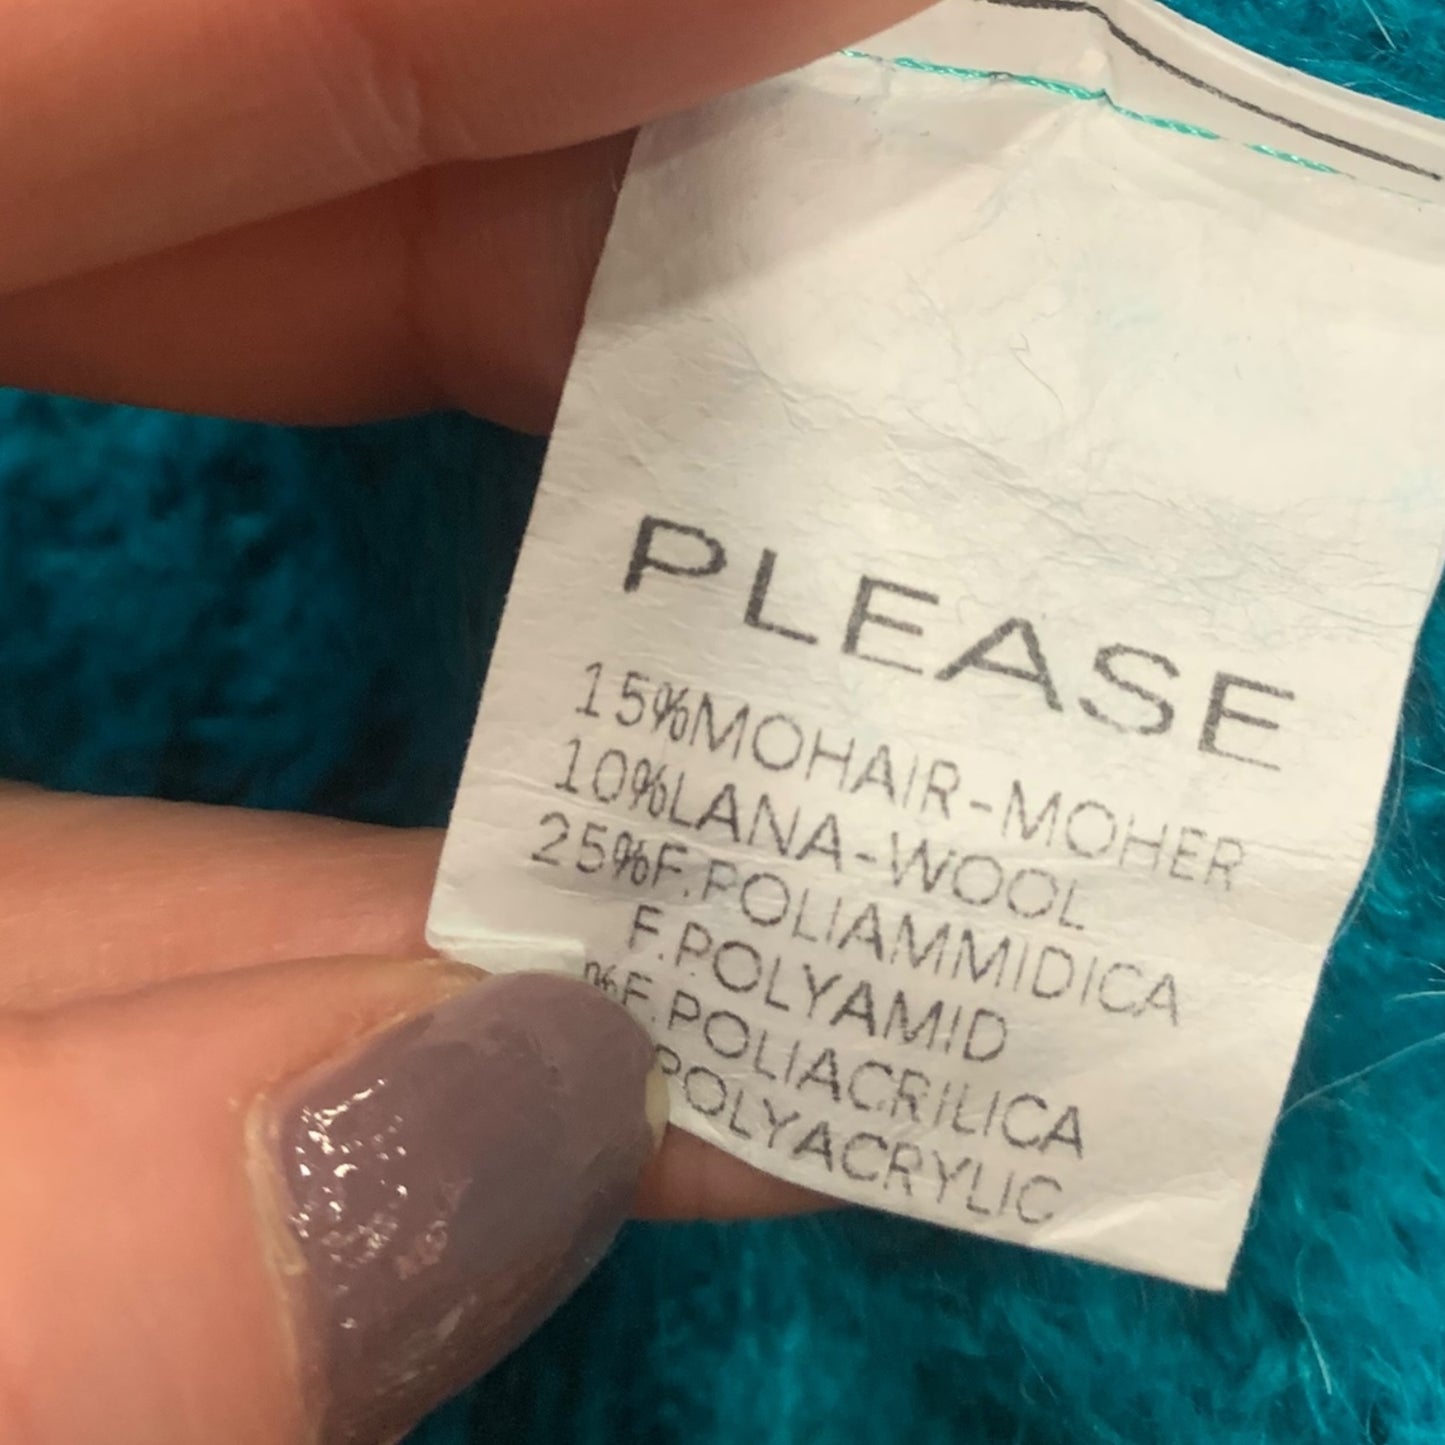 PLEASE
15%MOHAIR-MOHER
10%LANA-WOOL
25%F.POLIAMMIDICA
F.POLYAMID
%F.POLIACRILICA
POLYACRYLIC